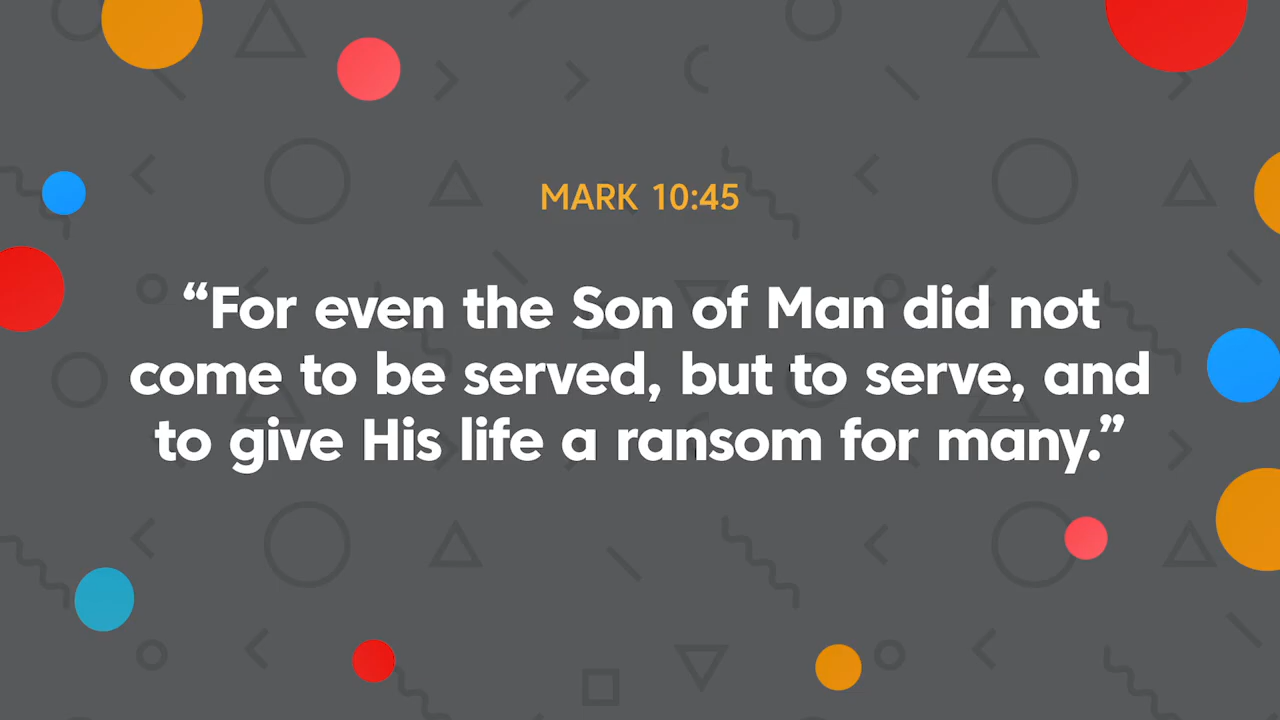 MARK 10:45
“For even the Son of Man did not
come to be served, but to serve, and
to give His life a ransom for many.”